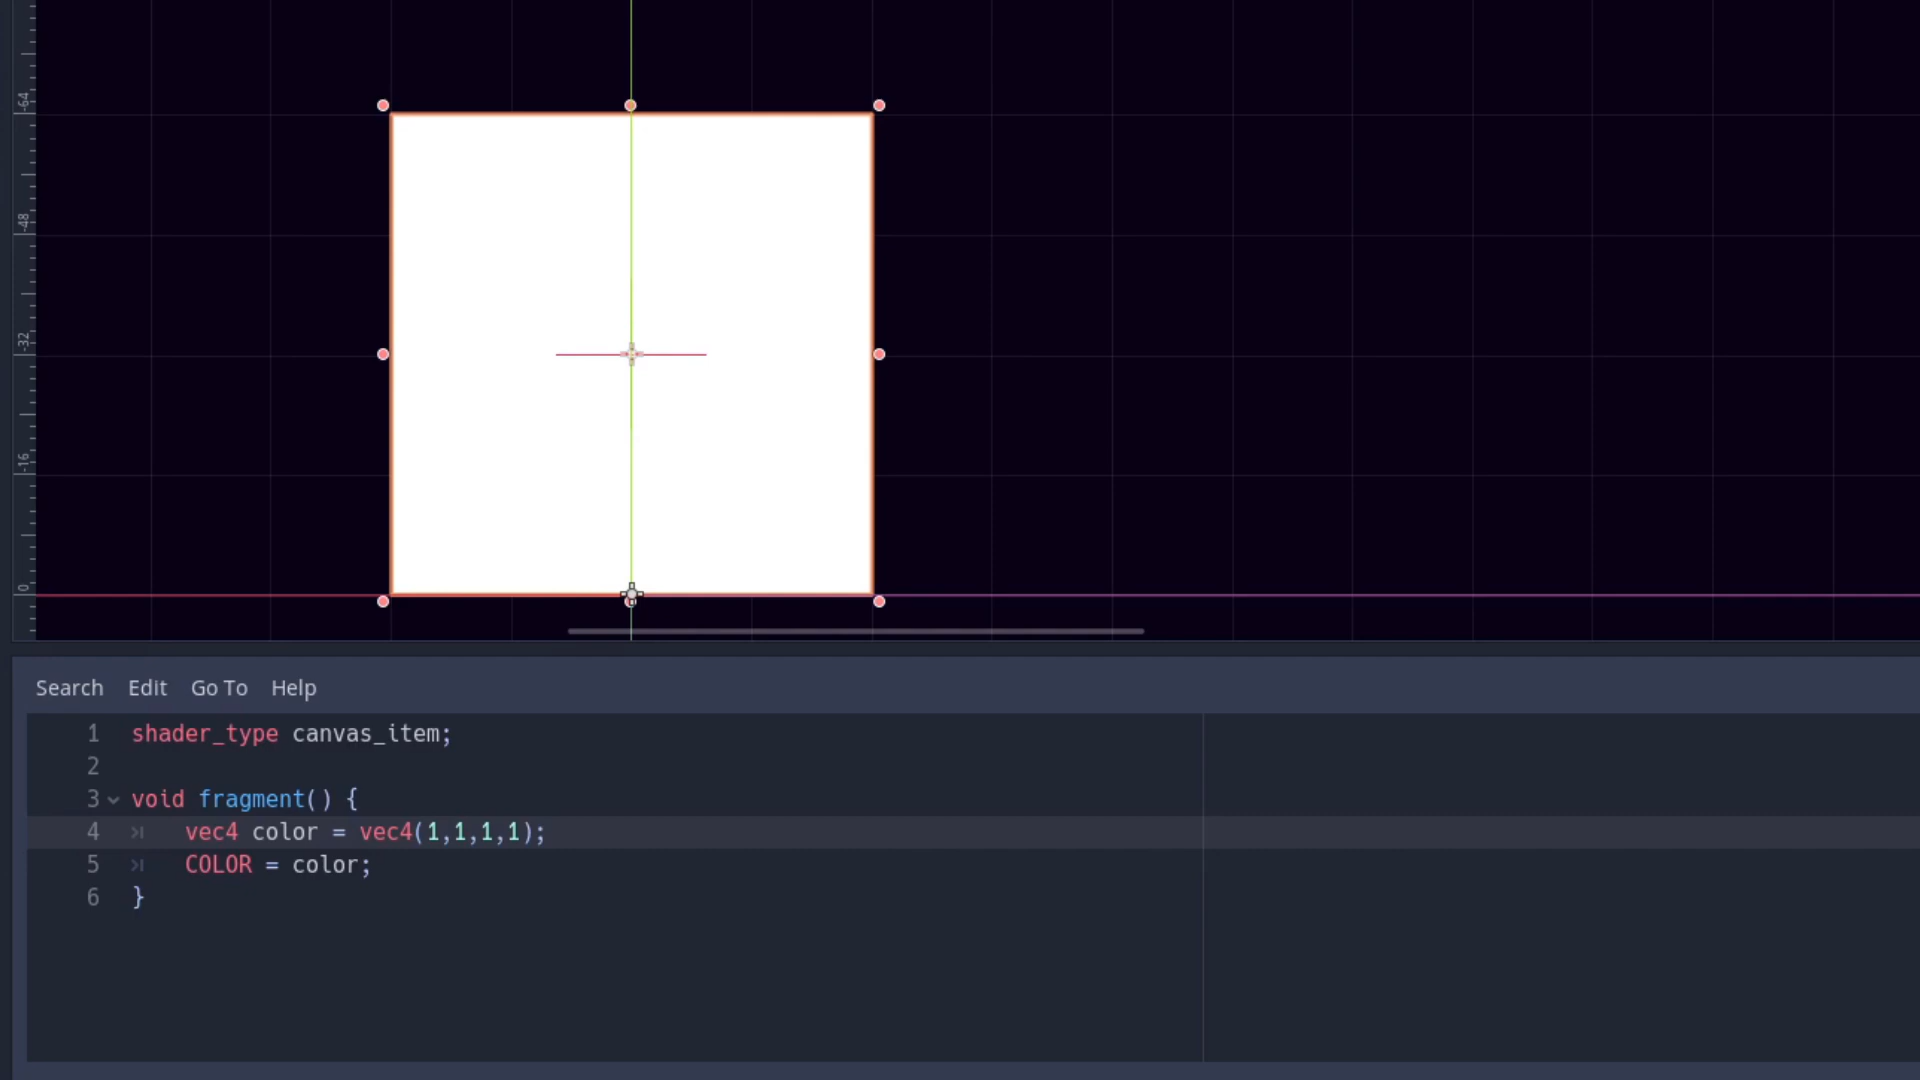 -64
-48
-32
-16
0
Search Edit Go To Help
1 shader_type canvas_item;
2
3 void fragment() {
4 vec4 color = vec4(1,1,1,1);
5 COLOR = color;
6 }